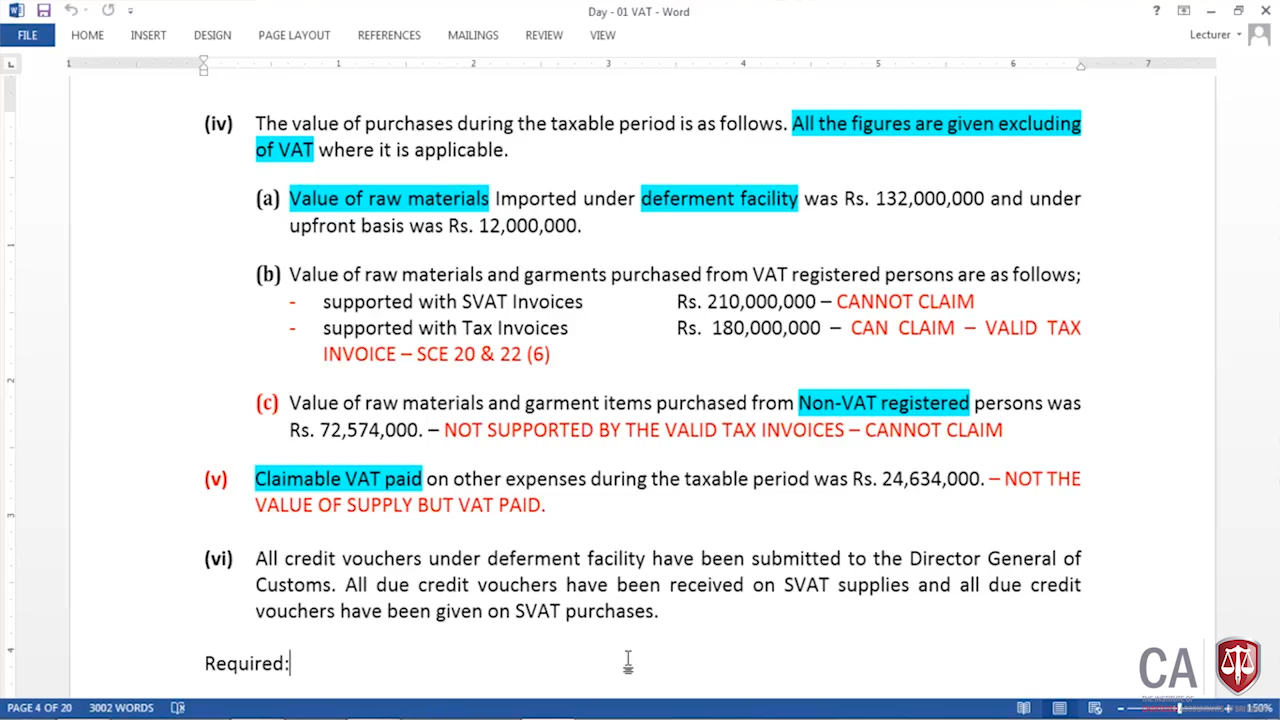 Day - 01 VAT - Word
FILE HOME INSERT DESIGN PAGE LAYOUT REFERENCES MAILINGS REVIEW VIEW Lecturer
1 1 2 3 4 5 6 7
(iv) The value of purchases during the taxable period is as follows. All the figures are given excluding
of VAT where it is applicable.
(a) Value of raw materials Imported under deferment facility was Rs. 132,000,000 and under
upfront basis was Rs. 12,000,000.
(b) Value of raw materials and garments purchased from VAT registered persons are as follows;
- supported with SVAT Invoices Rs. 210,000,000 – CANNOT CLAIM
- supported with Tax Invoices Rs. 180,000,000 – CAN CLAIM – VALID TAX
INVOICE – SCE 20 & 22 (6)
(c) Value of raw materials and garment items purchased from Non-VAT registered persons was
Rs. 72,574,000. – NOT SUPPORTED BY THE VALID TAX INVOICES – CANNOT CLAIM
(v) Claimable VAT paid on other expenses during the taxable period was Rs. 24,634,000. – NOT THE
VALUE OF SUPPLY BUT VAT PAID.
(vi) All credit vouchers under deferment facility have been submitted to the Director General of
Customs. All due credit vouchers have been received on SVAT supplies and all due credit
vouchers have been given on SVAT purchases.
Required:
CA
PAGE 4 OF 20 3002 WORDS 150%